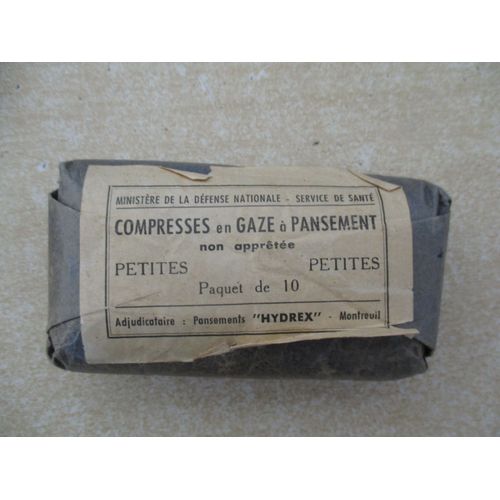 MINISTÈRE DE LA DÉFENSE NATIONALE - SERVICE DE SANTÉ
COMPRESSES en GAZE à PANSEMENT
non apprêtée
PETITES PETITES
Paquet de 10
Adjudicataire : Pansements "HYDREX" - Montreuil